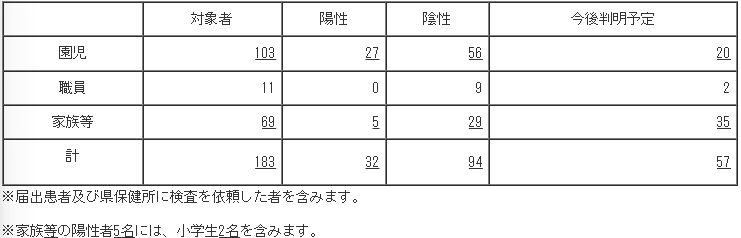 対象者 陽性 陰性 今後判明予定
園児 103 27 56 20
職員 11 0 9 2
家族等 69 5 29 35
計 183 32 94 57
※届出患者及び県保健所に検査を依頼した者を含みます。
※家族等の陽性者5名には、小学生2名を含みます。